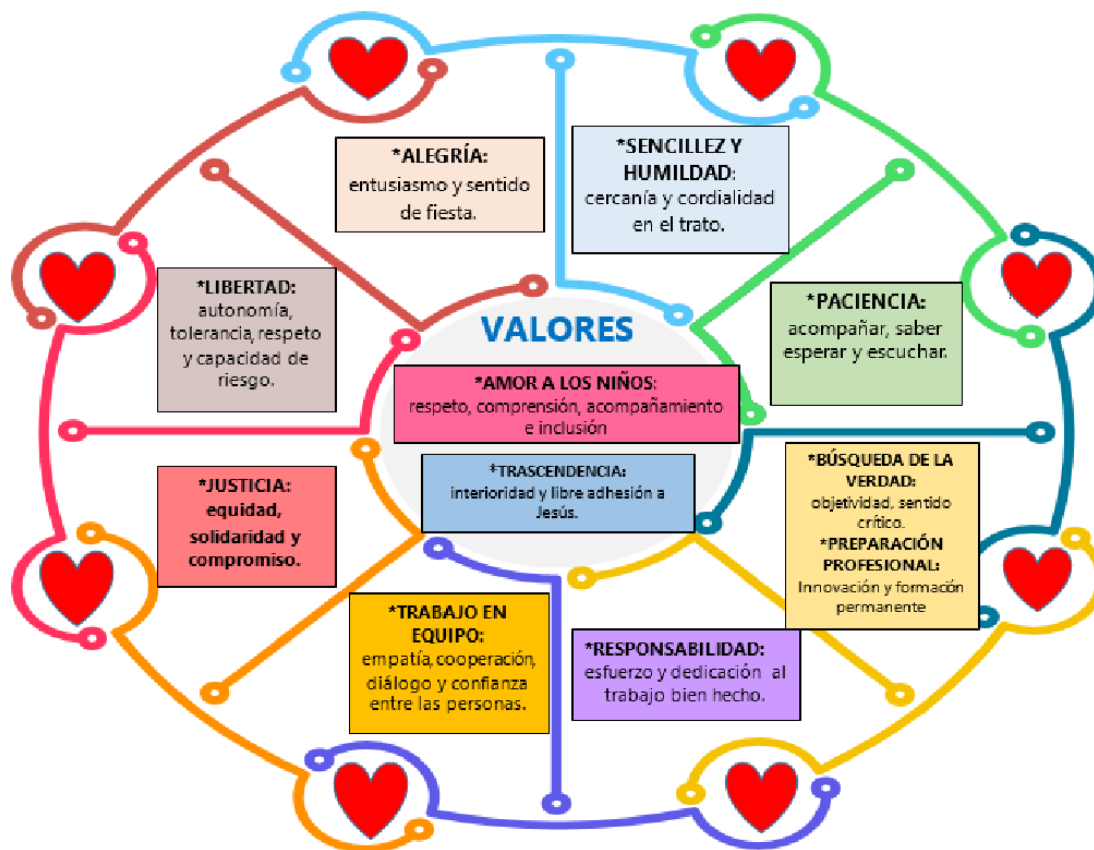 *ALEGRÍA:
entusiasmo y sentido
de fiesta.
*SENCILLEZ Y
HUMILDAD:
cercanía y cordialidad
en el trato.
*LIBERTAD:
autonomía,
tolerancia, respeto
y capacidad de
riesgo.
*PACIENCIA:
acompañar, saber
esperar y escuchar.
VALORES
*AMOR A LOS NIÑOS:
respeto, comprensión, acompañamiento
e inclusión
*TRASCENDENCIA:
interioridad y libre adhesión a
Jesús.
*JUSTICIA:
equidad,
solidaridad y
compromiso.
*BÚSQUEDA DE LA
VERDAD:
objetividad, sentido
crítico.
*PREPARACIÓN
PROFESIONAL:
Innovación y formación
permanente
*TRABAJO EN
EQUIPO:
empatía, cooperación,
diálogo y confianza
entre las personas.
*RESPONSABILIDAD:
esfuerzo y dedicación al
trabajo bien hecho.